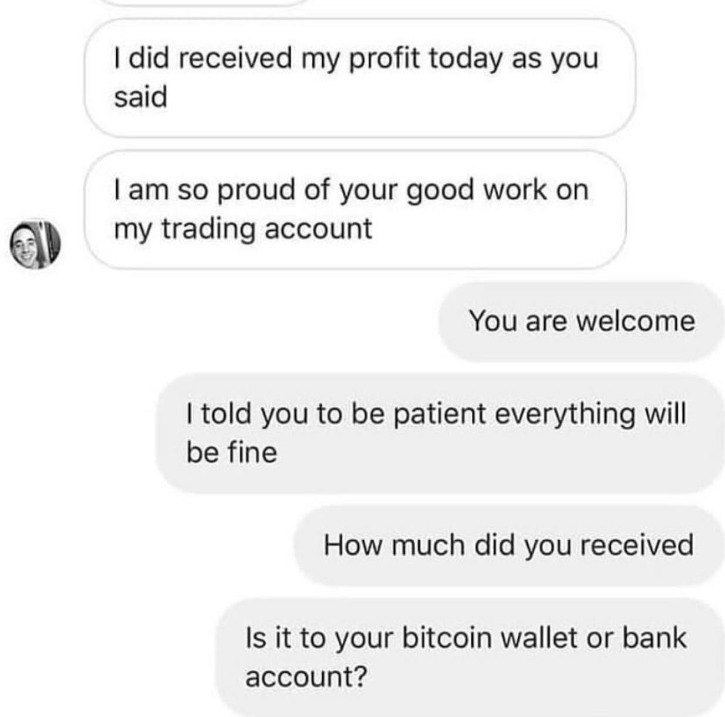 I did received my profit today as you
said
I am so proud of your good work on
my trading account
You are welcome
I told you to be patient everything will
be fine
How much did you received
Is it to your bitcoin wallet or bank
account?